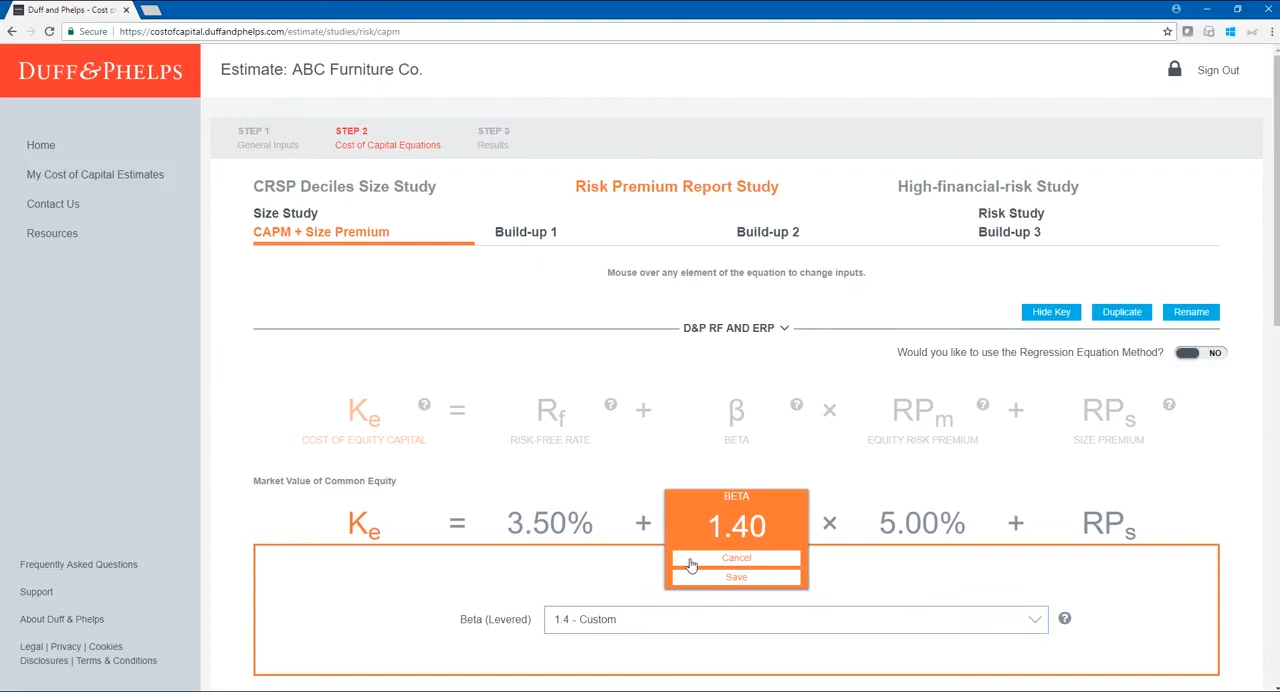 Duff and Phelps - Cost o
Secure
https://costofcapital.duffandphelps.com/estimate/studies/risk/capm
DUFF&PHELPS
Estimate: ABC Furniture Co.
Sign Out
Home
My Cost of Capital Estimates
Contact Us
Resources
Frequently Asked Questions
Support
About Duff & Phelps
Legal | Privacy | Cookies
Disclosures | Terms & Conditions
STEP 1
General Inputs
STEP 2
Cost of Capital Equations
STEP 3
Results
CRSP Deciles Size Study
Risk Premium Report Study
High-financial-risk Study
Size Study
Risk Study
CAPM + Size Premium
Build-up 1
Build-up 2
Build-up 3
Mouse over any element of the equation to change inputs.
Hide Key
Duplicate
Rename
D&P RF AND ERP
Would you like to use the Regression Equation Method?
NO
Ke ? = Rf ? + β ? × RPm ? + RPs ?
COST OF EQUITY CAPITAL
RISK-FREE RATE
BETA
EQUITY RISK PREMIUM
SIZE PREMIUM
Market Value of Common Equity
BETA
Ke = 3.50% + 1.40 × 5.00% + RPs
Cancel
Save
Beta (Levered)
1.4 - Custom
?